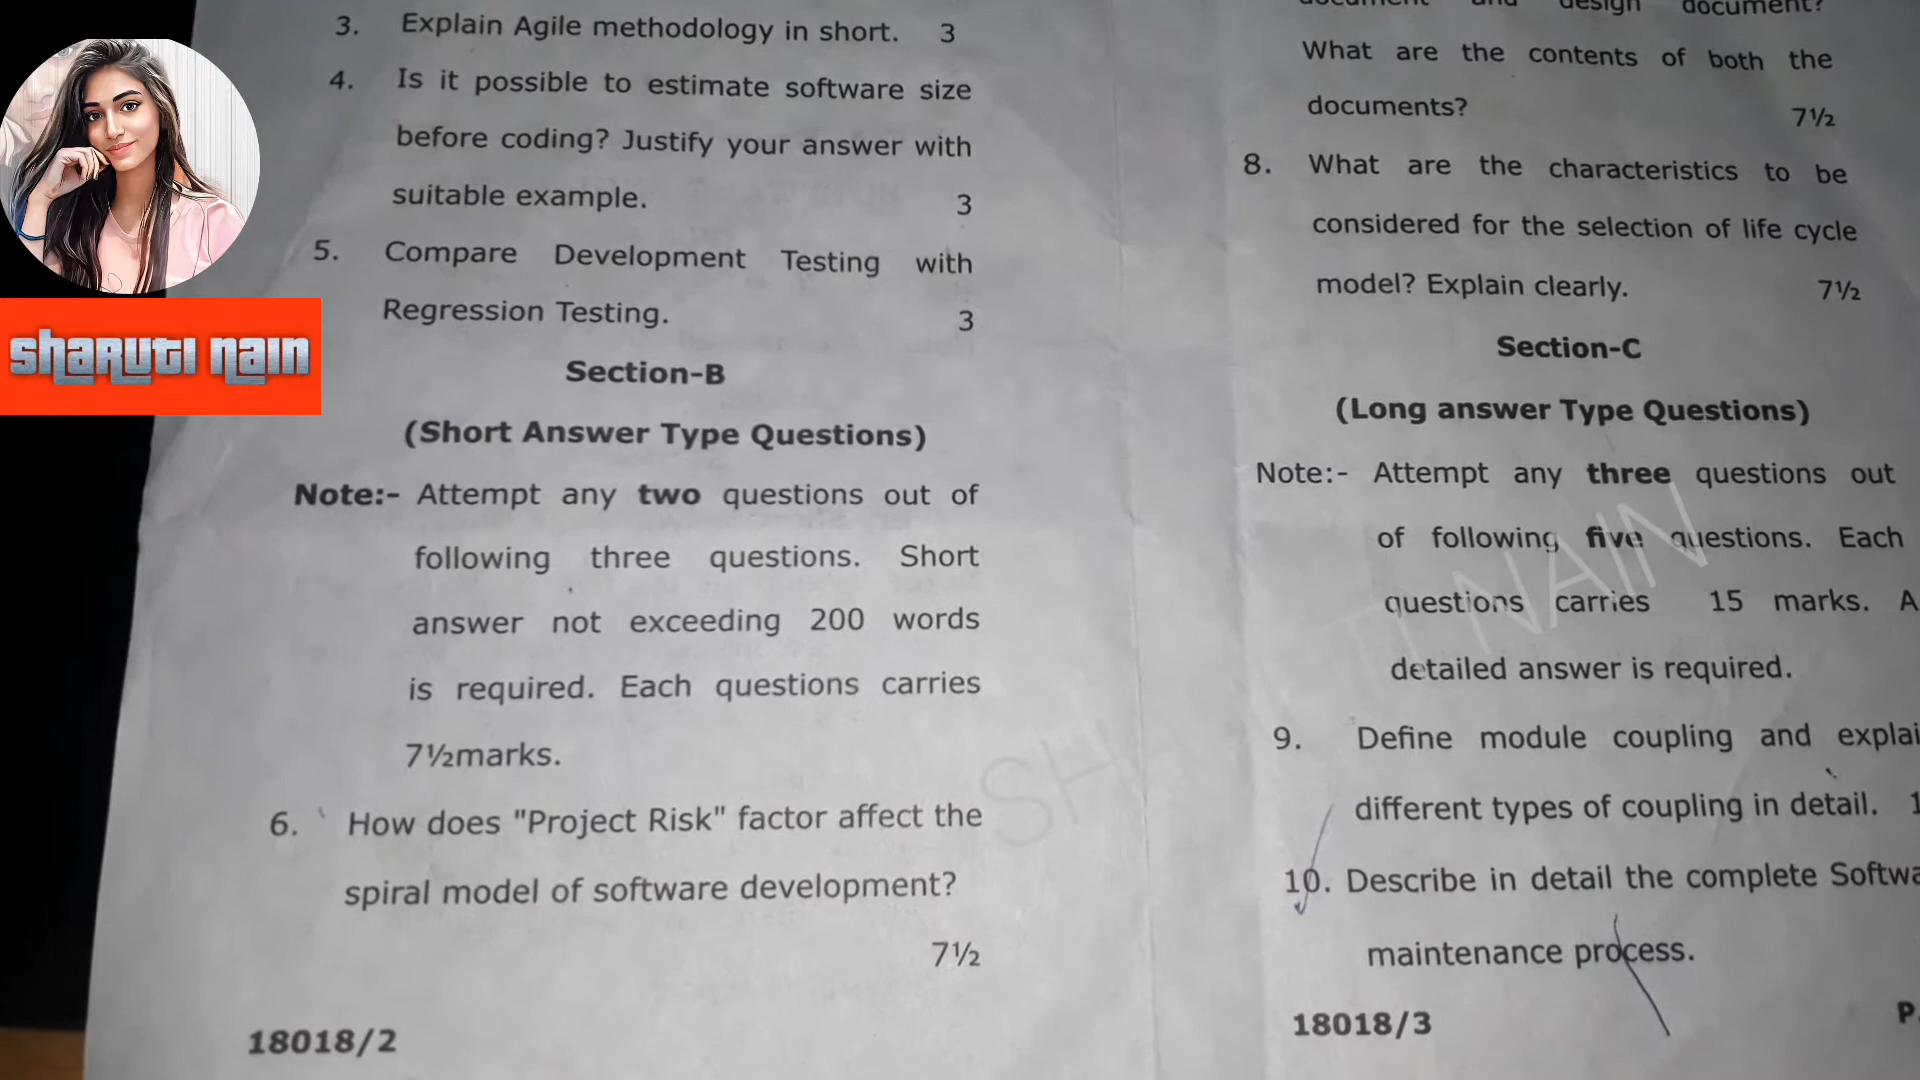 sharuti nain
3. Explain Agile methodology in short. 3
4. Is it possible to estimate software size
before coding? Justify your answer with
suitable example. 3
5. Compare Development Testing with
Regression Testing. 3
Section-B
(Short Answer Type Questions)
Note:- Attempt any two questions out of
following three questions. Short
answer not exceeding 200 words
is required. Each questions carries
7½marks.
6. How does "Project Risk" factor affect the
spiral model of software development?
7½
18018/2
document and design document?
What are the contents of both the
documents? 7½
8. What are the characteristics to be
considered for the selection of life cycle
model? Explain clearly. 7½
Section-C
(Long answer Type Questions)
Note:- Attempt any three questions out
of following five questions. Each
questions carries 15 marks. A
detailed answer is required.
9. Define module coupling and explai
different types of coupling in detail. 1
10. Describe in detail the complete Softwa
maintenance process.
18018/3
P.